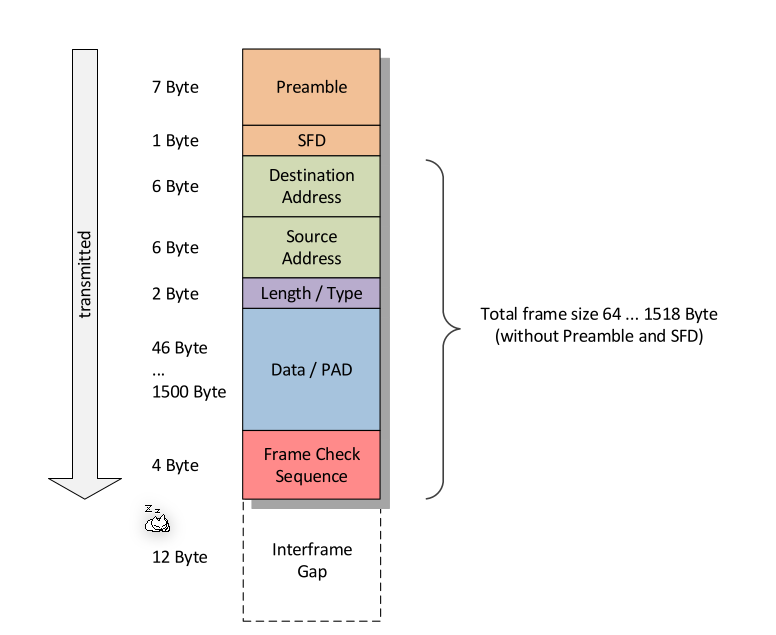 7 Byte
Preamble
1 Byte
SFD
6 Byte
Destination
Address
6 Byte
Source
Address
2 Byte
Length / Type
46 Byte
...
1500 Byte
Data / PAD
4 Byte
Frame Check
Sequence
12 Byte
Interframe
Gap
transmitted
Total frame size 64 ... 1518 Byte
(without Preamble and SFD)
z z